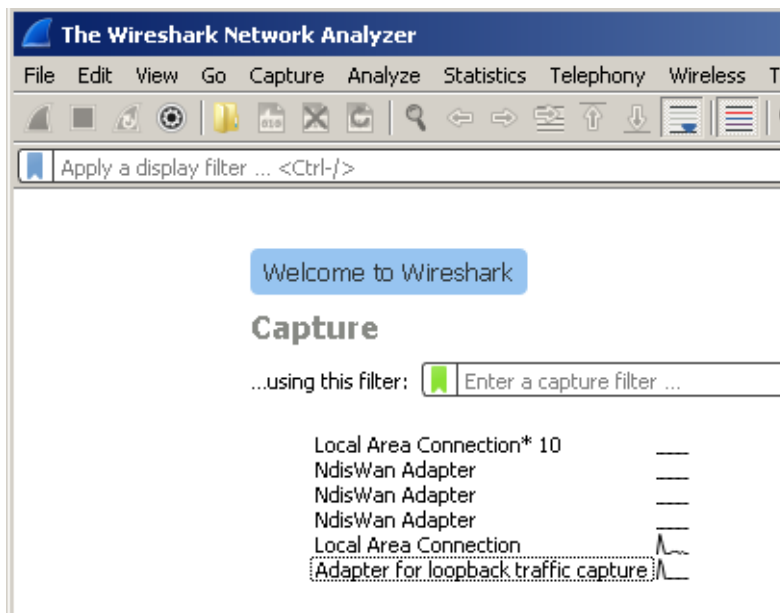 The Wireshark Network Analyzer
File Edit View Go Capture Analyze Statistics Telephony Wireless T
010
Apply a display filter ... <Ctrl-/>
Welcome to Wireshark
Capture
...using this filter: Enter a capture filter ...
Local Area Connection* 10
NdisWan Adapter
NdisWan Adapter
NdisWan Adapter
Local Area Connection
Adapter for loopback traffic capture